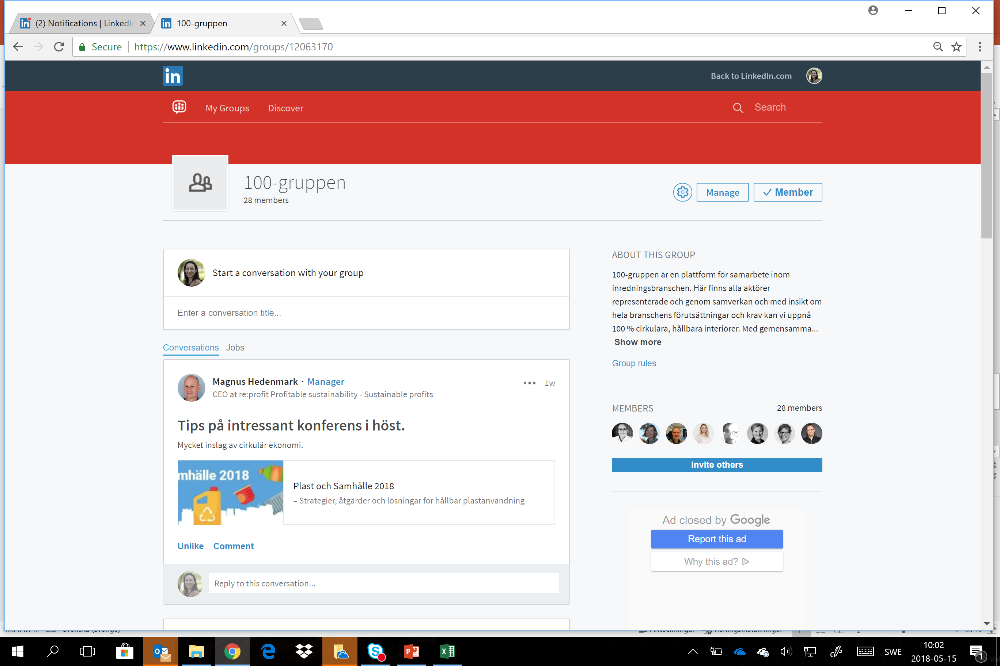 (2) Notifications | LinkedIn
100-gruppen
Secure
https://www.linkedin.com/groups/12063170
in
Back to LinkedIn.com
My Groups
Discover
Search
100-gruppen
28 members
Manage
Member
Start a conversation with your group
Enter a conversation title...
Conversations
Jobs
Magnus Hedenmark · Manager
1w
CEO at re:profit Profitable sustainability - Sustainable profits
Tips på intressant konferens i höst.
Mycket inslag av cirkulär ekonomi.
mhälle 2018
Plast och Samhälle 2018
– Strategier, åtgärder och lösningar för hållbar plastanvändning
Unlike
Comment
Reply to this conversation...
ABOUT THIS GROUP
100-gruppen är en plattform för samarbete inom
inredningsbranschen. Här finns alla aktörer
representerade och genom samverkan och med insikt om
hela branschens förutsättningar och krav kan vi uppnå
100 % cirkulära, hållbara interiörer. Med gemensamma...
Show more
Group rules
MEMBERS
28 members
Invite others
Ad closed by Google
Report this ad
Why this ad?
SWE
10:02
2018-05-15
1